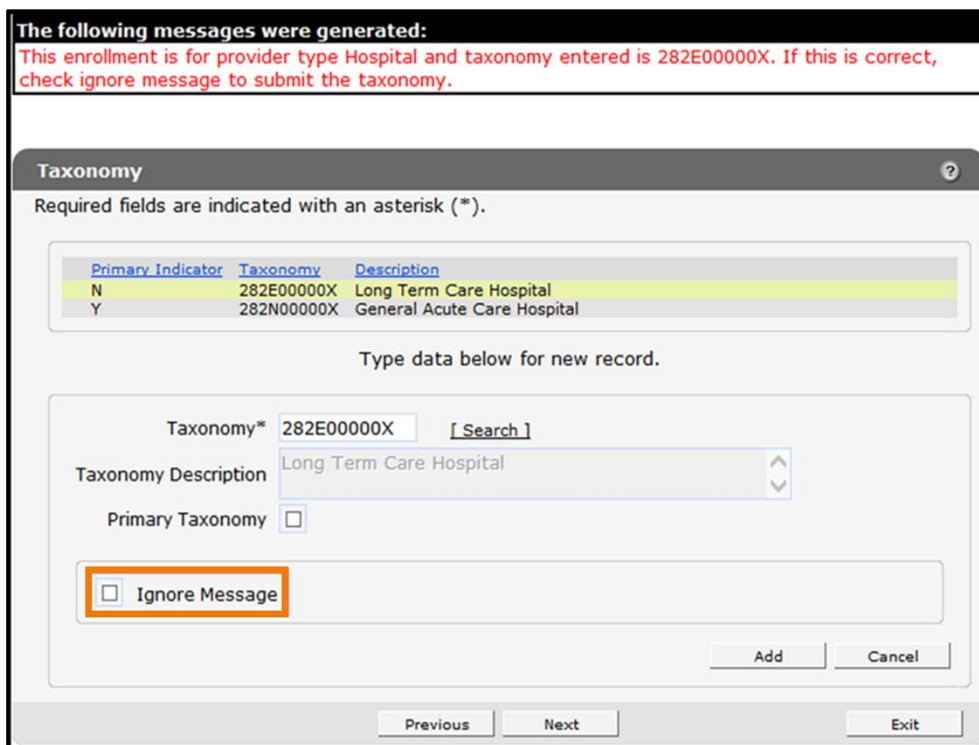 The following messages were generated:
This enrollment is for provider type Hospital and taxonomy entered is 282E00000X. If this is correct,
check ignore message to submit the taxonomy.
Taxonomy ?
Required fields are indicated with an asterisk (*).
Primary Indicator Taxonomy Description
N 282E00000X Long Term Care Hospital
Y 282N00000X General Acute Care Hospital
Type data below for new record.
Taxonomy* 282E00000X [ Search ]
Taxonomy Description Long Term Care Hospital
Primary Taxonomy
Ignore Message
Add Cancel
Previous Next Exit